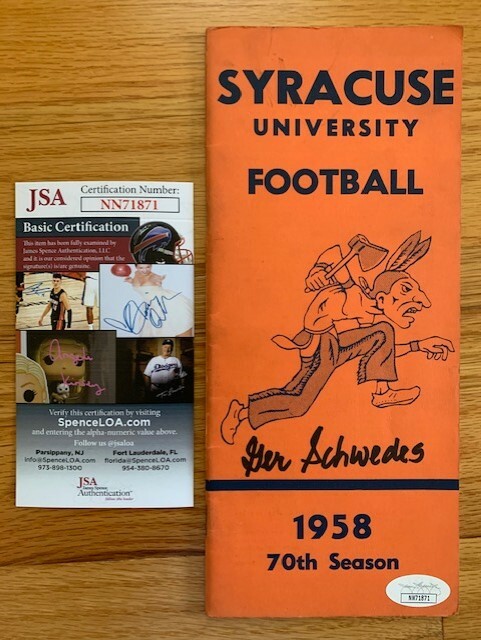 JSA
Certification Number:
NN71871
Basic Certification
This item has been fully examined by
James Spence Authentication, LLC
and it is our considered opinion that the
signature(s) is/are genuine.
Verify this certification by visiting
SpenceLOA.com
and entering the alpha-numeric value above.
Follow us @jsaloa
Parsippany, NJ
info@SpenceLOA.com
973-898-1300
Fort Lauderdale, FL
florida@SpenceLOA.com
954-380-8670
JSA
Authentication
SYRACUSE
UNIVERSITY
FOOTBALL
Ger Schwedes
1958
70th Season
NN71871